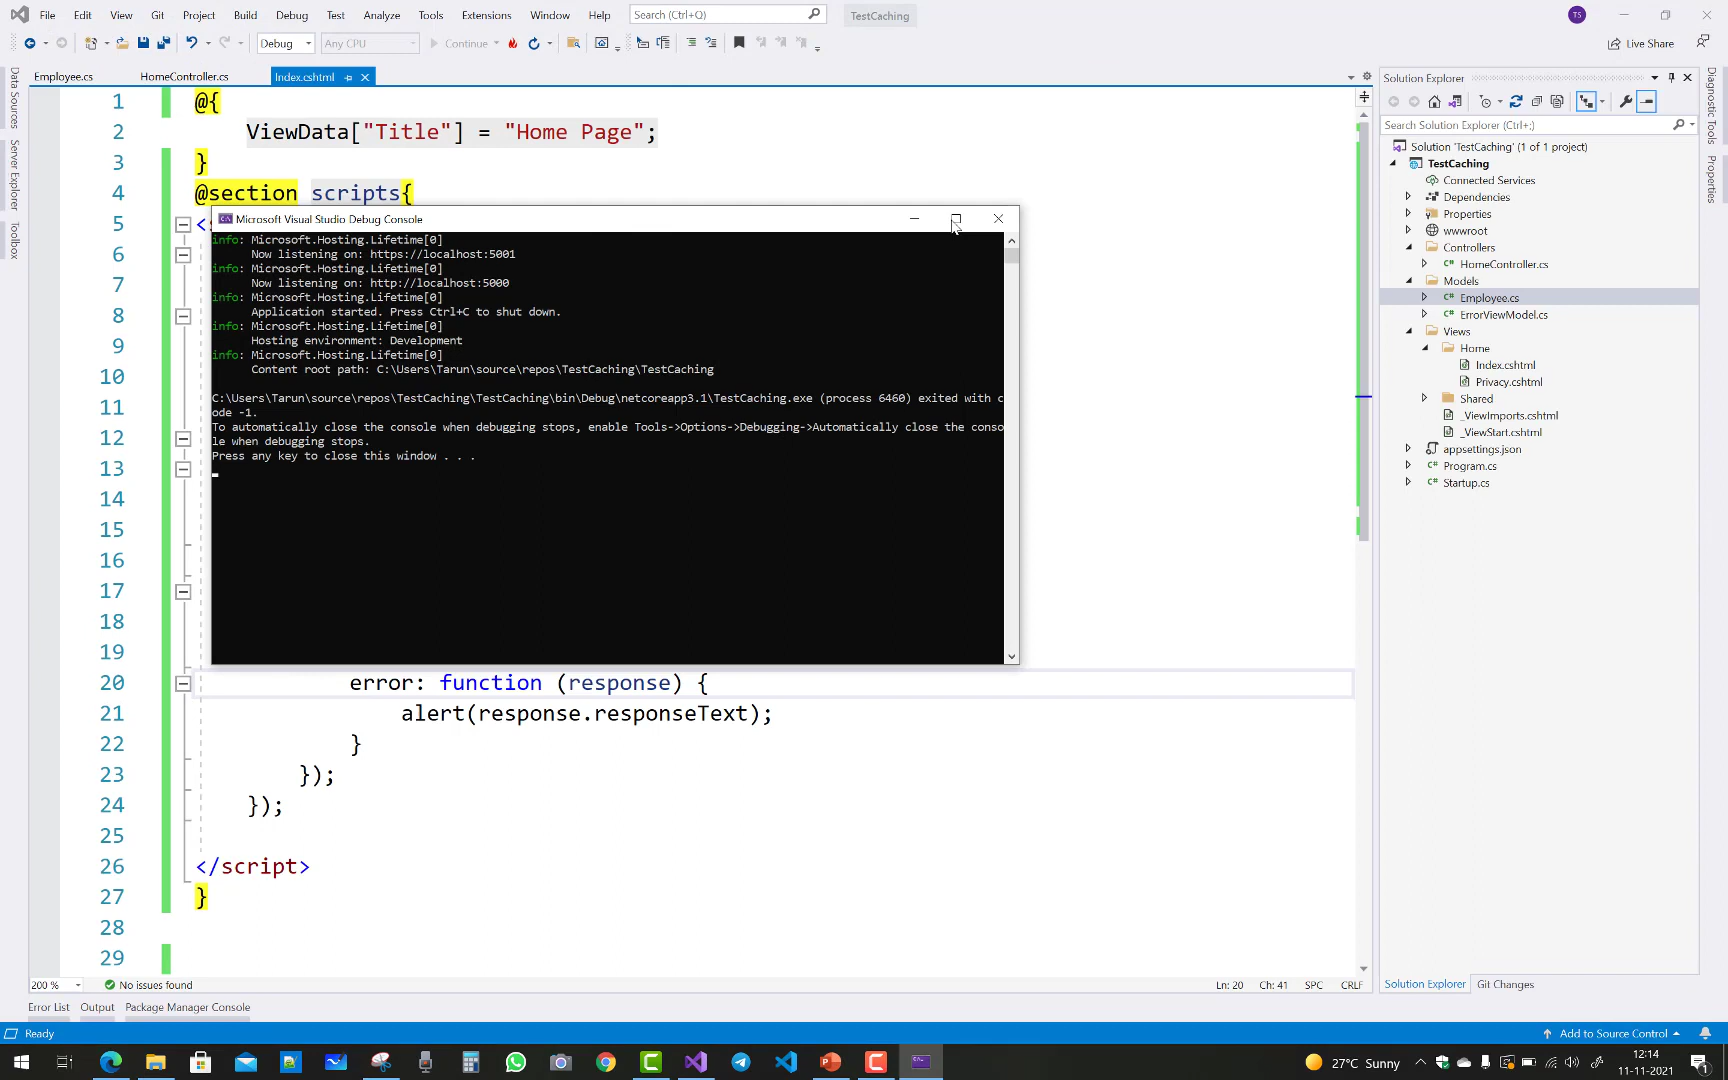 File Edit View Git Project Build Debug Test Analyze Tools Extensions Window Help Search (Ctrl+Q) TestCaching TS
Debug Any CPU Continue Live Share
Employee.cs HomeController.cs Index.cshtml
Data Sources
Server Explorer
Toolbox
1 @{
2 ViewData["Title"] = "Home Page";
3 }
4 @section scripts{
5 <
6
7
8
9
10
11
12
13
14
15
16
17
18
19
20 error: function (response) {
21 alert(response.responseText);
22 }
23 });
24 });
25
26 </script>
27 }
28
29
Microsoft Visual Studio Debug Console
info: Microsoft.Hosting.Lifetime[0]
Now listening on: https://localhost:5001
info: Microsoft.Hosting.Lifetime[0]
Now listening on: http://localhost:5000
info: Microsoft.Hosting.Lifetime[0]
Application started. Press Ctrl+C to shut down.
info: Microsoft.Hosting.Lifetime[0]
Hosting environment: Development
info: Microsoft.Hosting.Lifetime[0]
Content root path: C:\Users\Tarun\source\repos\TestCaching\TestCaching
C:\Users\Tarun\source\repos\TestCaching\TestCaching\bin\Debug\netcoreapp3.1\TestCaching.exe (process 6460) exited with c
ode -1.
To automatically close the console when debugging stops, enable Tools->Options->Debugging->Automatically close the conso
le when debugging stops.
Press any key to close this window . . .
Solution Explorer
Search Solution Explorer (Ctrl+;)
Solution 'TestCaching' (1 of 1 project)
TestCaching
Connected Services
Dependencies
Properties
wwwroot
Controllers
C# HomeController.cs
Models
C# Employee.cs
C# ErrorViewModel.cs
Views
Home
Index.cshtml
Privacy.cshtml
Shared
_ViewImports.cshtml
_ViewStart.cshtml
appsettings.json
C# Program.cs
C# Startup.cs
Diagnostic Tools
Properties
200 % No issues found Ln: 20 Ch: 41 SPC CRLF
Solution Explorer Git Changes
Error List Output Package Manager Console
Ready Add to Source Control
27°C Sunny
12:14
11-11-2021
1